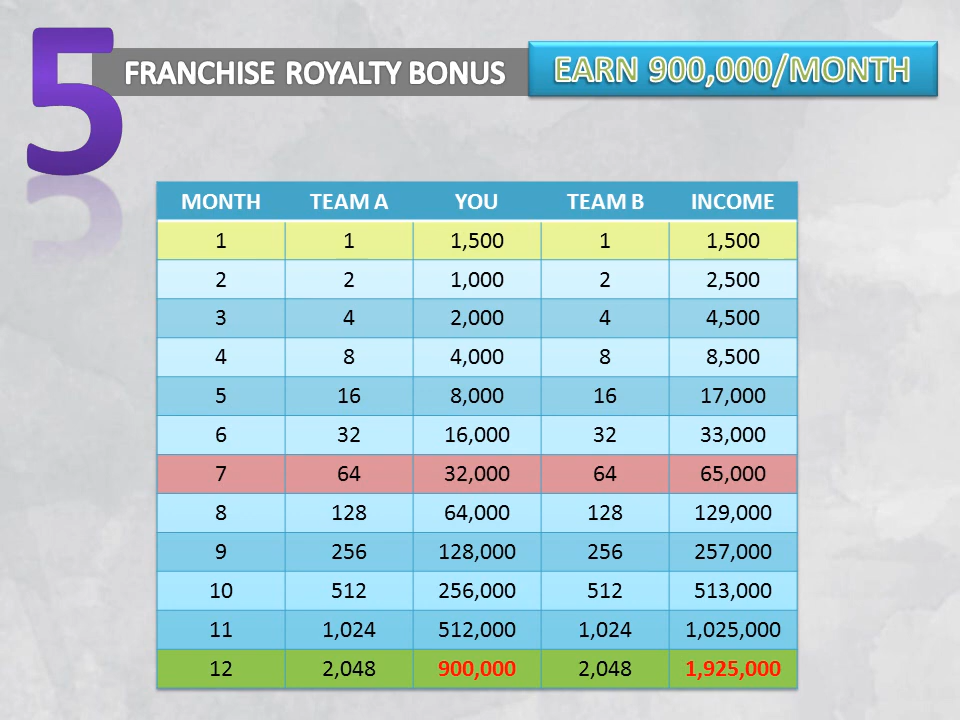 5
FRANCHISE ROYALTY BONUS
EARN 900,000/MONTH
MONTH TEAM A YOU TEAM B INCOME
1 1 1,500 1 1,500
2 2 1,000 2 2,500
3 4 2,000 4 4,500
4 8 4,000 8 8,500
5 16 8,000 16 17,000
6 32 16,000 32 33,000
7 64 32,000 64 65,000
8 128 64,000 128 129,000
9 256 128,000 256 257,000
10 512 256,000 512 513,000
11 1,024 512,000 1,024 1,025,000
12 2,048 900,000 2,048 1,925,000